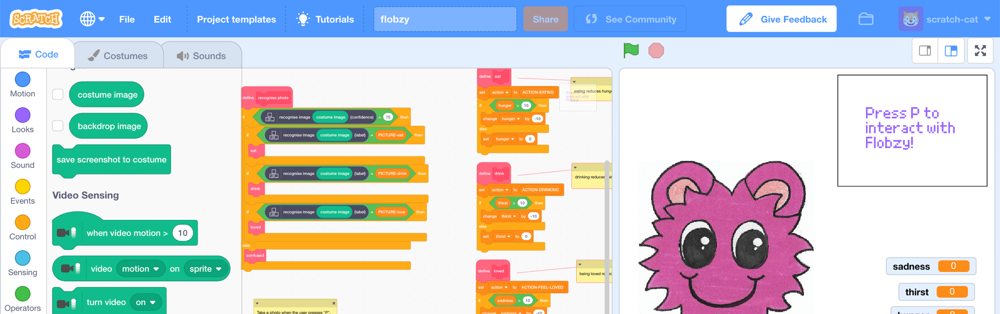 SCRATCH File Edit Project templates Tutorials flobzy Share See Community Give Feedback scratch-cat
Code Costumes Sounds
Motion
Looks
Sound
Events
Control
Sensing
Operators
costume image
backdrop image
save screenshot to costume
Video Sensing
when video motion > 10
video motion on sprite
turn video on
define recognise photo
if recognise image costume image (confidence) > 75 then
if recognise image costume image (label) = PICTURE-eat then
eat
if recognise image costume image (label) = PICTURE-drink then
drink
if recognise image costume image (label) = PICTURE-love then
loved
else
confused
Take a photo when the user presses "P".
define eat
set action to ACTION-EATING
if hunger > 10 then
change hunger by -10
else
set hunger to 0
eating reduces
Press P to
interact with
Flobzy!
define drink
set action to ACTION-DRINKING
if thirst > 10 then
change thirst by -10
else
set thirst to 0
drinking reduces
define loved
set action to ACTION-FEEL-LOVED
if sadness > 10 then
change sadness by -10
being loved
Press P to
interact with
Flobzy!
sadness 0
thirst 0